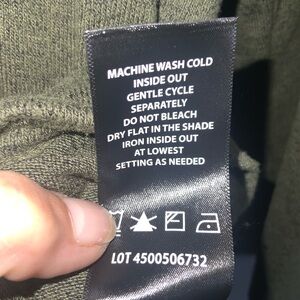 MACHINE WASH COLD
INSIDE OUT
GENTLE CYCLE
SEPARATELY
DO NOT BLEACH
DRY FLAT IN THE SHADE
IRON INSIDE OUT
AT LOWEST
SETTING AS NEEDED
LOT 4500506732